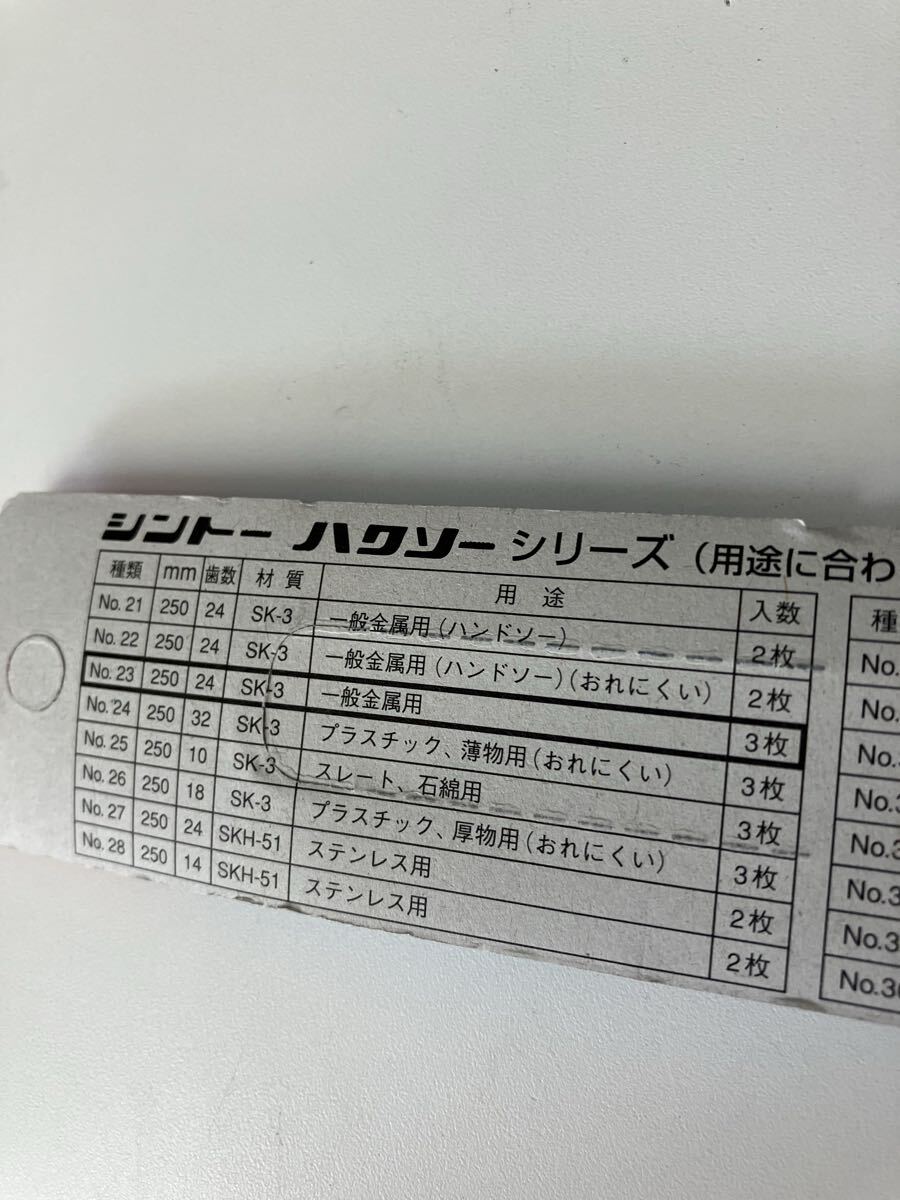 シントー ハクソーシリーズ（用途に合わ
種類 mm 歯数 材質 用途 入数
No.21 250 24 SK-3 一般金属用(ハンドソー) 2枚
No.22 250 24 SK-3 一般金属用(ハンドソー)(おれにくい) 2枚
No.23 250 24 SK-3 一般金属用 3枚
No.24 250 32 SK-3 プラスチック、薄物用(おれにくい) 3枚
No.25 250 10 SK-3 スレート、石綿用 3枚
No.26 250 18 SK-3 プラスチック、厚物用(おれにくい) 3枚
No.27 250 24 SKH-51 ステンレス用 2枚
No.28 250 14 SKH-51 ステンレス用 2枚
種
No.
No.
No.
No.3
No.3
No.3
No.3
No.3